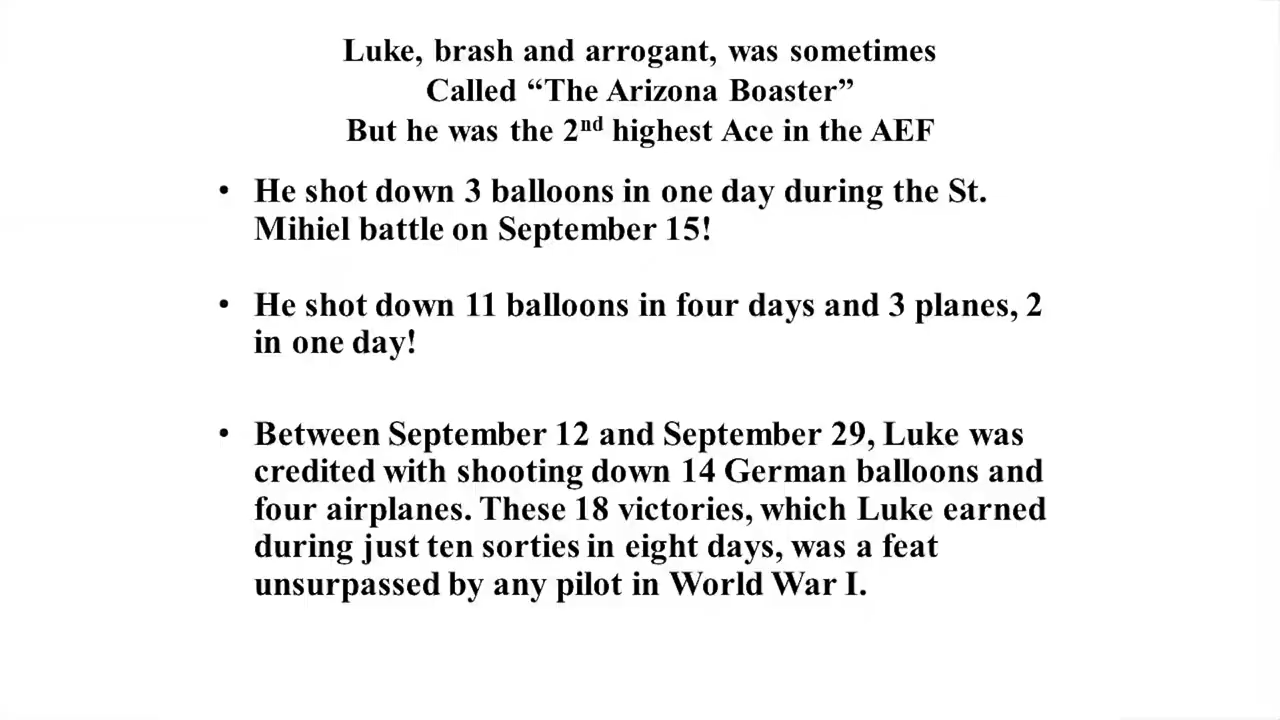 Luke, brash and arrogant, was sometimes
Called “The Arizona Boaster”
But he was the 2nd highest Ace in the AEF
• He shot down 3 balloons in one day during the St.
Mihiel battle on September 15!
• He shot down 11 balloons in four days and 3 planes, 2
in one day!
• Between September 12 and September 29, Luke was
credited with shooting down 14 German balloons and
four airplanes. These 18 victories, which Luke earned
during just ten sorties in eight days, was a feat
unsurpassed by any pilot in World War I.